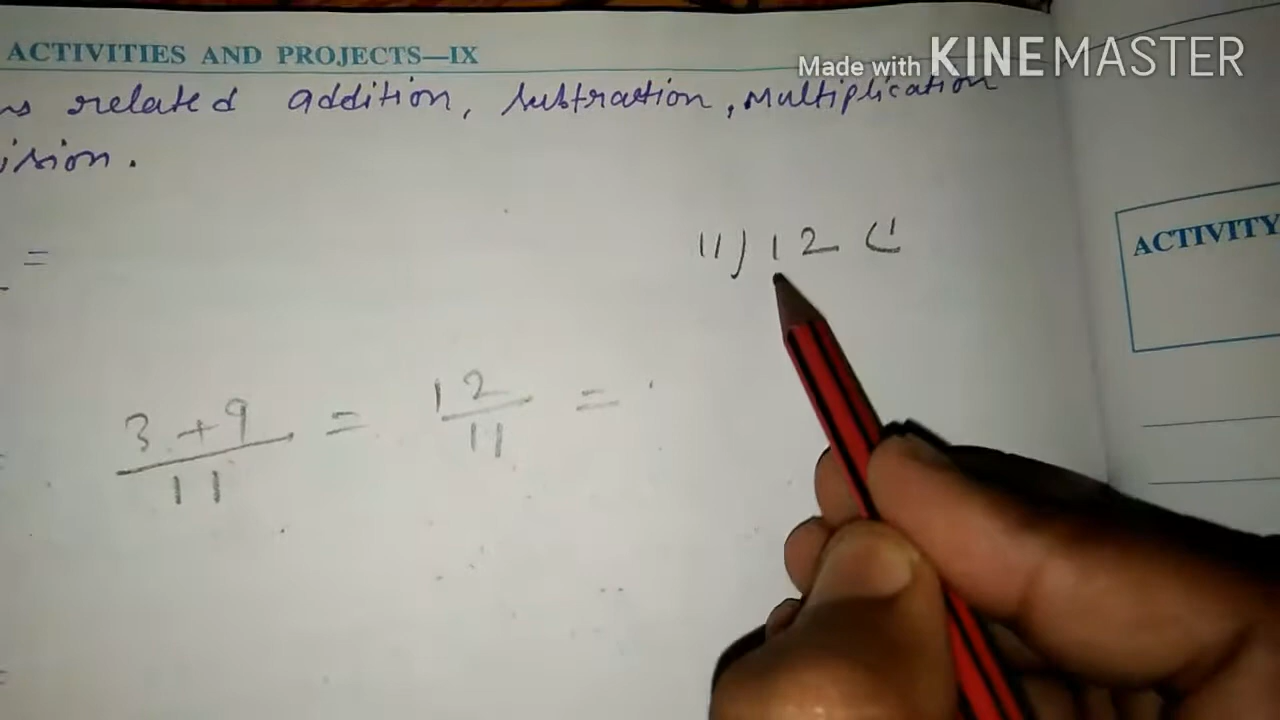 ACTIVITIES AND PROJECTS—IX
Made with KINEMASTER
related addition, subtraction, multiplication
ision.
ACTIVITY
=
11)12(1
3+9/11 = 12/11 =